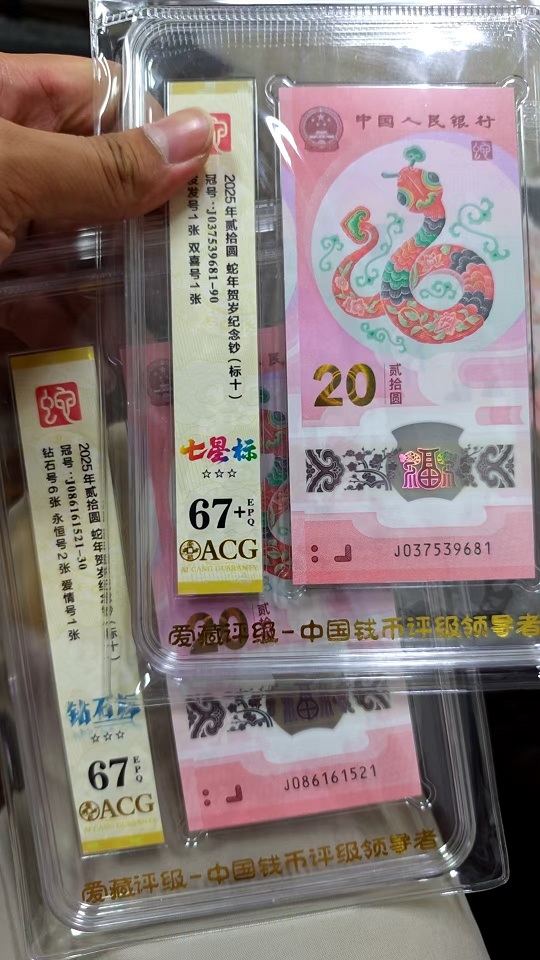 2025年贰拾圆 蛇年贺岁纪念钞(标十)
冠号:J037539681-90
发发号1张 双喜号1张
七星标
☆☆☆
67+EPQ
ACG
中国人民银行
20
贰拾圆
福
J037539681
爱藏评级-中国钱币评级领导者
2025年贰拾圆 蛇年贺岁纪念钞(标十)
冠号:J086161521-30
钻石号6张 永恒号2张 爱情号1张
☆☆☆
67EPQ
ACG
J086161521
爱藏评级-中国钱币评级领导者